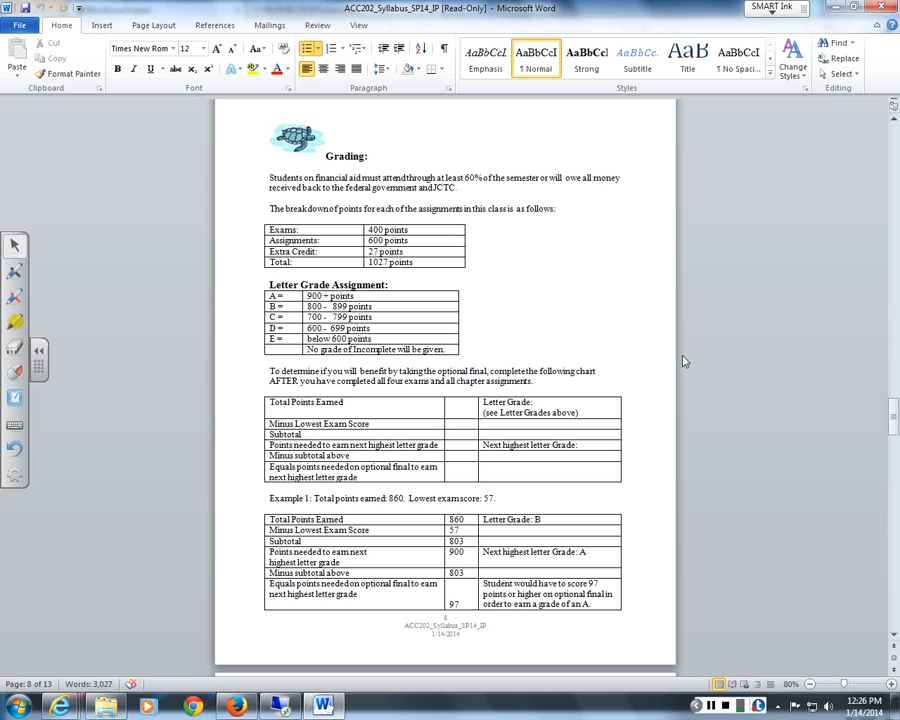 ACC202_Syllabus_SP14_IP [Read-Only] - Microsoft Word
SMART Ink
File Home Insert Page Layout References Mailings Review View
Paste
Cut
Copy
Format Painter
Clipboard
Times New Rom 12
Font
Paragraph
AaBbCcI AaBbCcI AaBbCc AaBbCcI AaB AaBbCcI
Emphasis ¶ Normal Strong Subtitle Title ¶ No Spaci...
Styles
Change Styles
Find
Replace
Select
Editing
Grading:
Students on financial aid must attend through at least 60% of the semester or will owe all money
received back to the federal government and JCTC.
The breakdown of points for each of the assignments in this class is as follows:
Exams: 400 points
Assignments: 600 points
Extra Credit: 27 points
Total: 1027 points
Letter Grade Assignment:
A = 900 + points
B = 800 - 899 points
C = 700 - 799 points
D = 600 - 699 points
E = below 600 points
No grade of Incomplete will be given.
To determine if you will benefit by taking the optional final, complete the following chart
AFTER you have completed all four exams and all chapter assignments.
Total Points Earned Letter Grade:
(see Letter Grades above)
Minus Lowest Exam Score
Subtotal
Points needed to earn next highest letter grade Next highest letter Grade:
Minus subtotal above
Equals points needed on optional final to earn
next highest letter grade
Example 1: Total points earned: 860. Lowest exam score: 57.
Total Points Earned 860 Letter Grade: B
Minus Lowest Exam Score 57
Subtotal 803
Points needed to earn next 900 Next highest letter Grade: A
highest letter grade
Minus subtotal above 803
Equals points needed on optional final to earn Student would have to score 97
next highest letter grade points or higher on optional final in
97 order to earn a grade of an A.
8
ACC202_Syllabus_SP14_IP
1/14/2014
Page: 8 of 13 Words: 3,027 80%
12:26 PM
1/14/2014